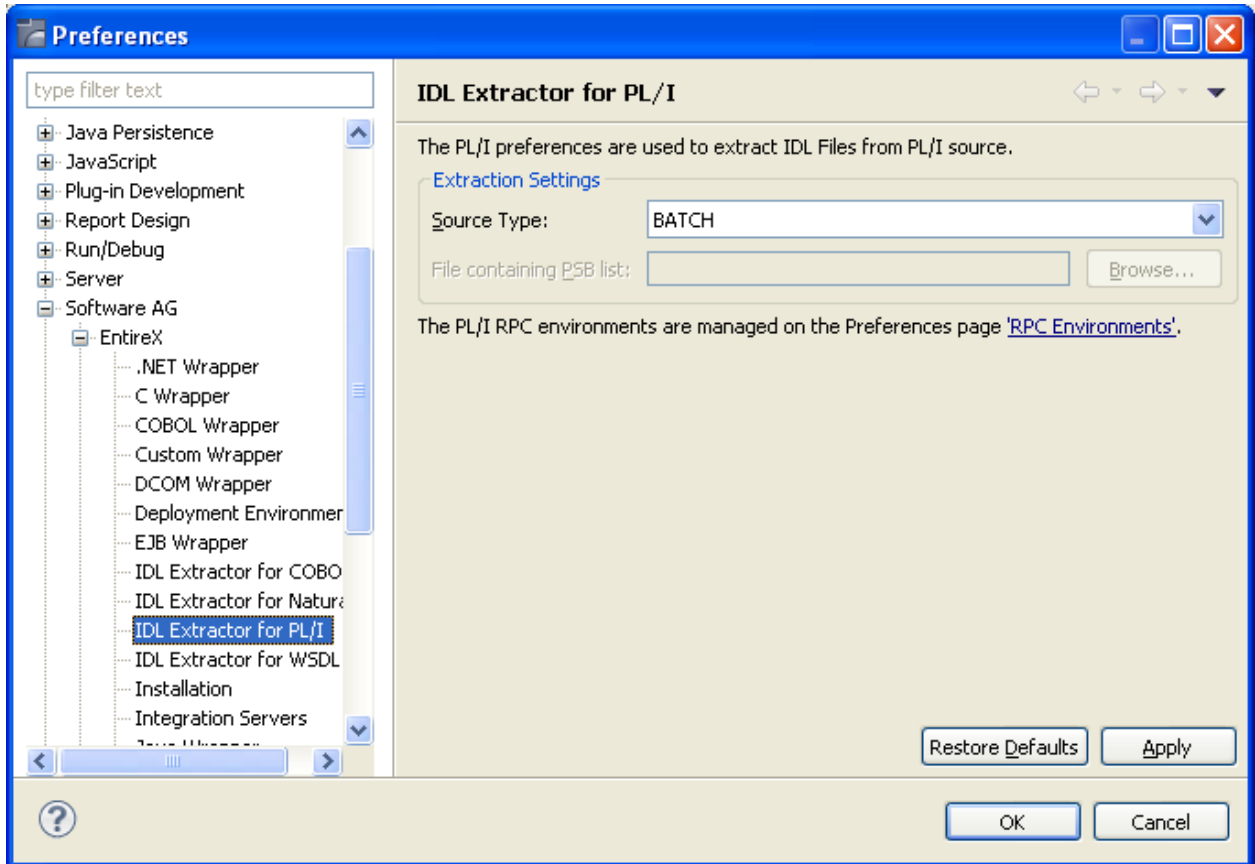 Preferences
type filter text
Java Persistence
JavaScript
Plug-in Development
Report Design
Run/Debug
Server
Software AG
EntireX
.NET Wrapper
C Wrapper
COBOL Wrapper
Custom Wrapper
DCOM Wrapper
Deployment Environmen
EJB Wrapper
IDL Extractor for COBO
IDL Extractor for Natura
IDL Extractor for PL/I
IDL Extractor for WSDL
Installation
Integration Servers
IDL Extractor for PL/I
The PL/I preferences are used to extract IDL Files from PL/I source.
Extraction Settings
Source Type: BATCH
File containing PSB list: Browse...
The PL/I RPC environments are managed on the Preferences page 'RPC Environments'.
Restore Defaults Apply
OK Cancel